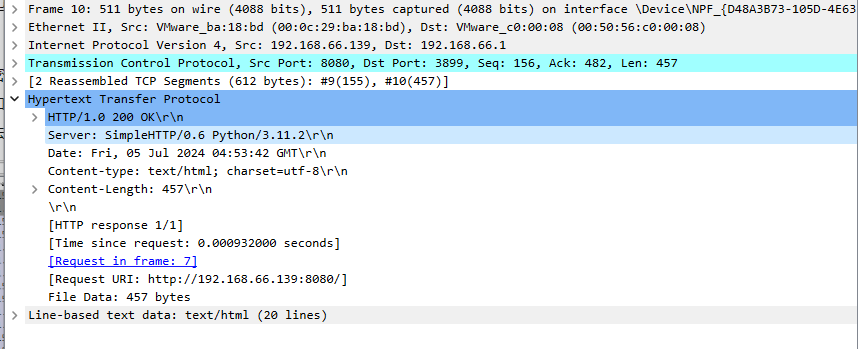 Frame 10: 511 bytes on wire (4088 bits), 511 bytes captured (4088 bits) on interface \Device\NPF_{D48A3B73-105D-4E63
Ethernet II, Src: VMware_ba:18:bd (00:0c:29:ba:18:bd), Dst: VMware_c0:00:08 (00:50:56:c0:00:08)
Internet Protocol Version 4, Src: 192.168.66.139, Dst: 192.168.66.1
Transmission Control Protocol, Src Port: 8080, Dst Port: 3899, Seq: 156, Ack: 482, Len: 457
[2 Reassembled TCP Segments (612 bytes): #9(155), #10(457)]
Hypertext Transfer Protocol
HTTP/1.0 200 OK\r\n
Server: SimpleHTTP/0.6 Python/3.11.2\r\n
Date: Fri, 05 Jul 2024 04:53:42 GMT\r\n
Content-type: text/html; charset=utf-8\r\n
Content-Length: 457\r\n
\r\n
[HTTP response 1/1]
[Time since request: 0.000932000 seconds]
[Request in frame: 7]
[Request URI: http://192.168.66.139:8080/]
File Data: 457 bytes
Line-based text data: text/html (20 lines)